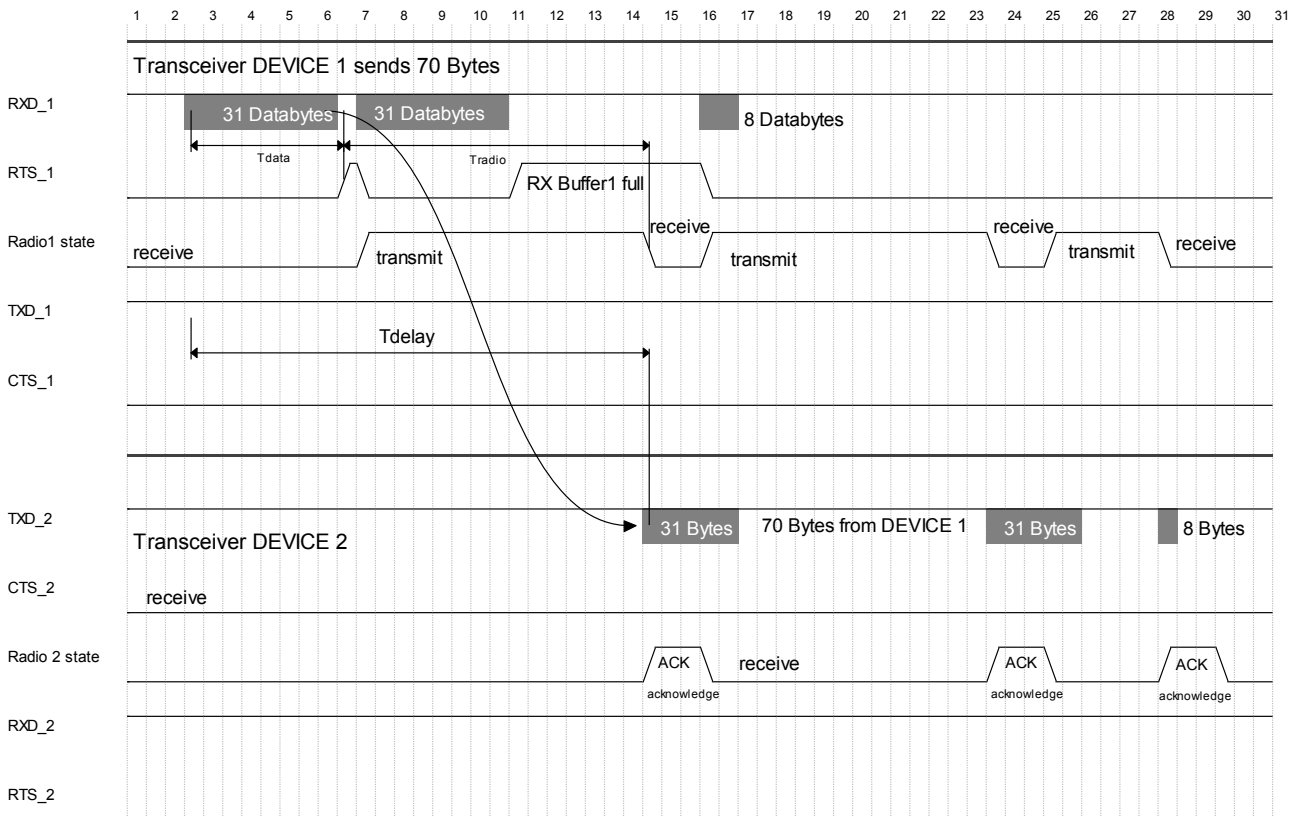 1 2 3 4 5 6 7 8 9 10 11 12 13 14 15 16 17 18 19 20 21 22 23 24 25 26 27 28 29 30 31
Transceiver DEVICE 1 sends 70 Bytes
RXD_1 31 Databytes 31 Databytes 8 Databytes
Tdata Tradio
RTS_1 RX Buffer1 full
Radio1 state receive transmit receive transmit receive transmit receive
TXD_1
Tdelay
CTS_1
TXD_2 31 Bytes 70 Bytes from DEVICE 1 31 Bytes 8 Bytes
Transceiver DEVICE 2
CTS_2 receive
Radio 2 state ACK receive ACK ACK
acknowledge acknowledge acknowledge
RXD_2
RTS_2